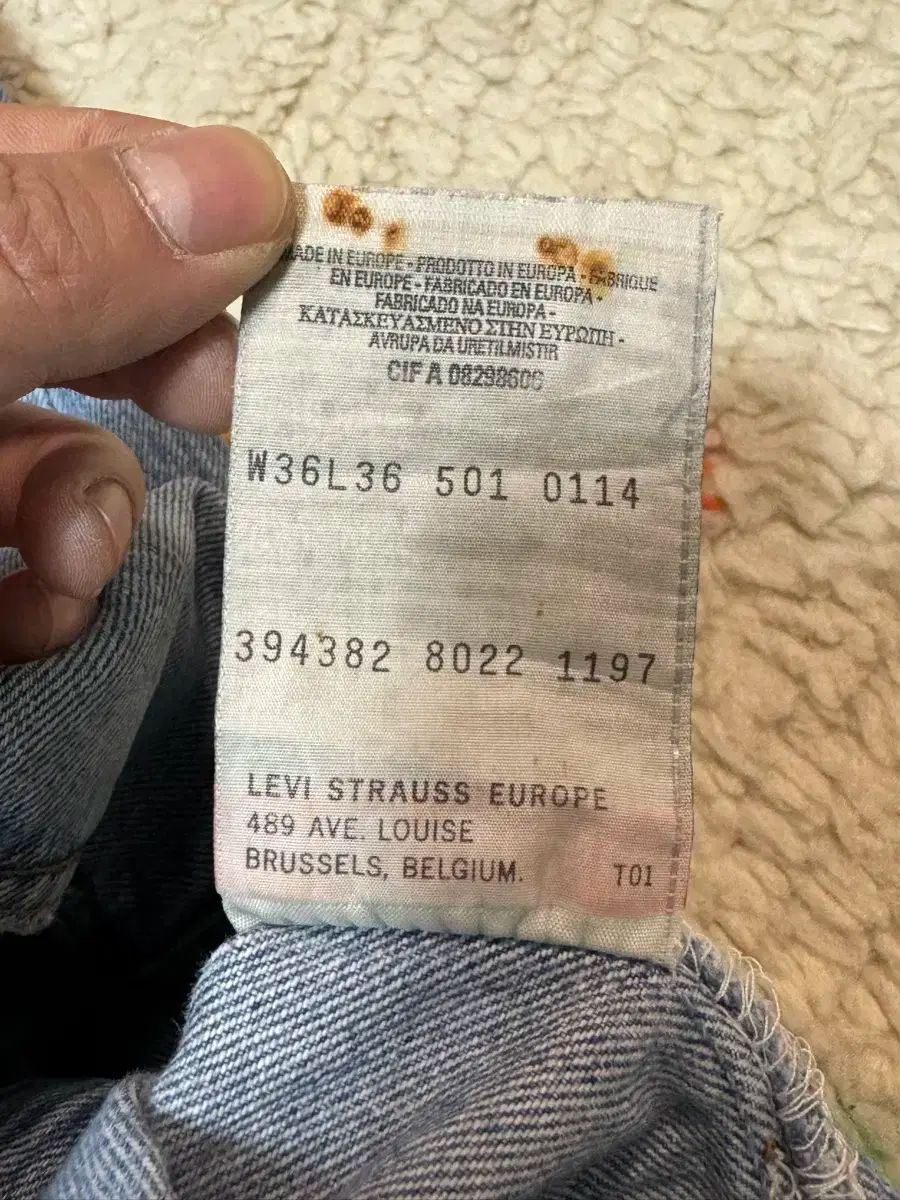 MADE IN EUROPE - PRODOTTO IN EUROPA - FABRIQUE
EN EUROPE - FABRICADO EN EUROPA -
FABRICADO NA EUROPA -
ΚΑΤΑΣΚΕΥΑΣΜΕΝΟ ΣΤΗΝ ΕΥΡΩΠΗ -
AVRUPA DA URETILMISTIR
CIF A 08298606
W36L36 501 0114
394382 8022 1197
LEVI STRAUSS EUROPE
489 AVE. LOUISE
BRUSSELS, BELGIUM. T01